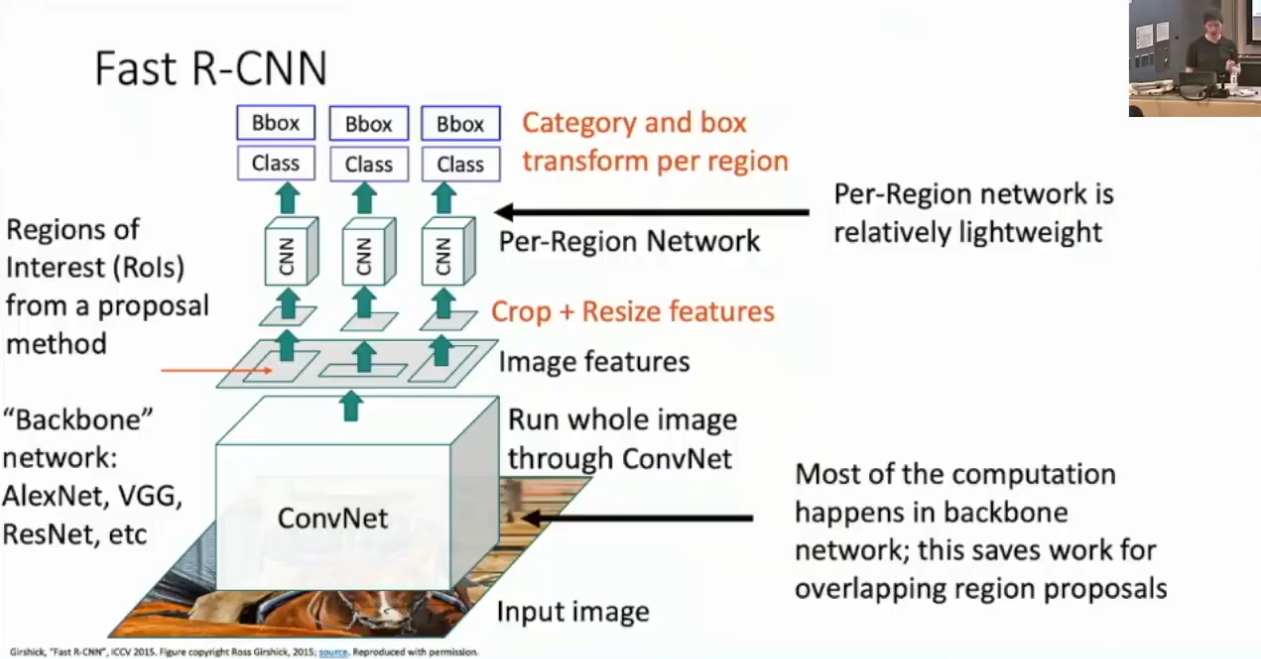 Fast R-CNN
Bbox
Bbox
Bbox
Class
Class
Class
Category and box
transform per region
Per-Region network is
relatively lightweight
Regions of
Interest (RoIs)
from a proposal
method
CNN
CNN
CNN
Per-Region Network
Crop + Resize features
Image features
"Backbone"
network:
AlexNet, VGG,
ResNet, etc
Run whole image
through ConvNet
ConvNet
Most of the computation
happens in backbone
network; this saves work for
overlapping region proposals
Input image
Girshick, "Fast R-CNN", ICCV 2015. Figure copyright Ross Girshick, 2015; source. Reproduced with permission.